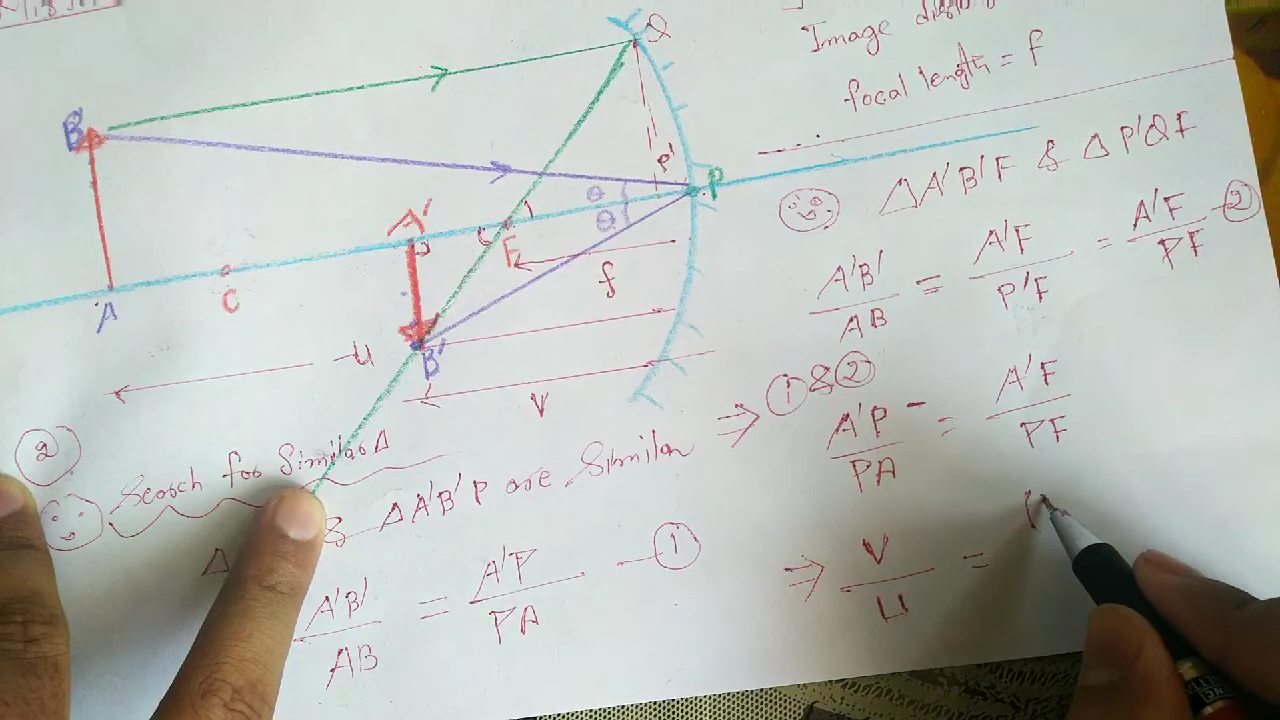 Image
focal length = f
Q
B
P'
P
θ
θ
A'
F
C
A
f
B'
-u
V
ΔA'B'F & ΔP'QF
A'B'/AB = A'F/P'F = A'F/PF - ②
② 
Search for Similar Δ
Δ & ΔA'B'P are Similar
A'B'/AB = A'P/PA - ①
⇒ ① & ②
A'P/PA = A'F/PF
⇒ V/u =